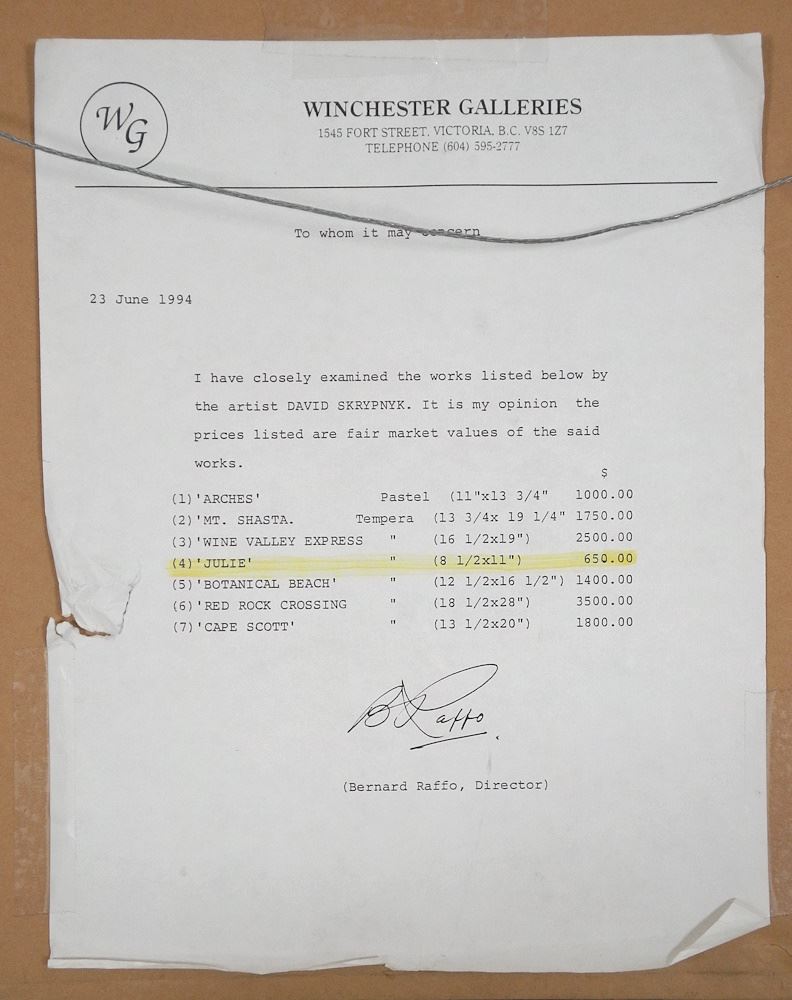 WG
WINCHESTER GALLERIES
1545 FORT STREET, VICTORIA, B.C. V8S 1Z7
TELEPHONE (604) 595-2777
To whom it may concern
23 June 1994
I have closely examined the works listed below by
the artist DAVID SKRYPNYK. It is my opinion the
prices listed are fair market values of the said
works.
$
(1) 'ARCHES' Pastel (11"x13 3/4" 1000.00
(2) 'MT. SHASTA. Tempera (13 3/4x 19 1/4" 1750.00
(3) 'WINE VALLEY EXPRESS " (16 1/2x19") 2500.00
(4) 'JULIE' " (8 1/2x11") 650.00
(5) 'BOTANICAL BEACH' " (12 1/2x16 1/2") 1400.00
(6) 'RED ROCK CROSSING " (18 1/2x28") 3500.00
(7) 'CAPE SCOTT' " (13 1/2x20") 1800.00
B Raffo.
(Bernard Raffo, Director)